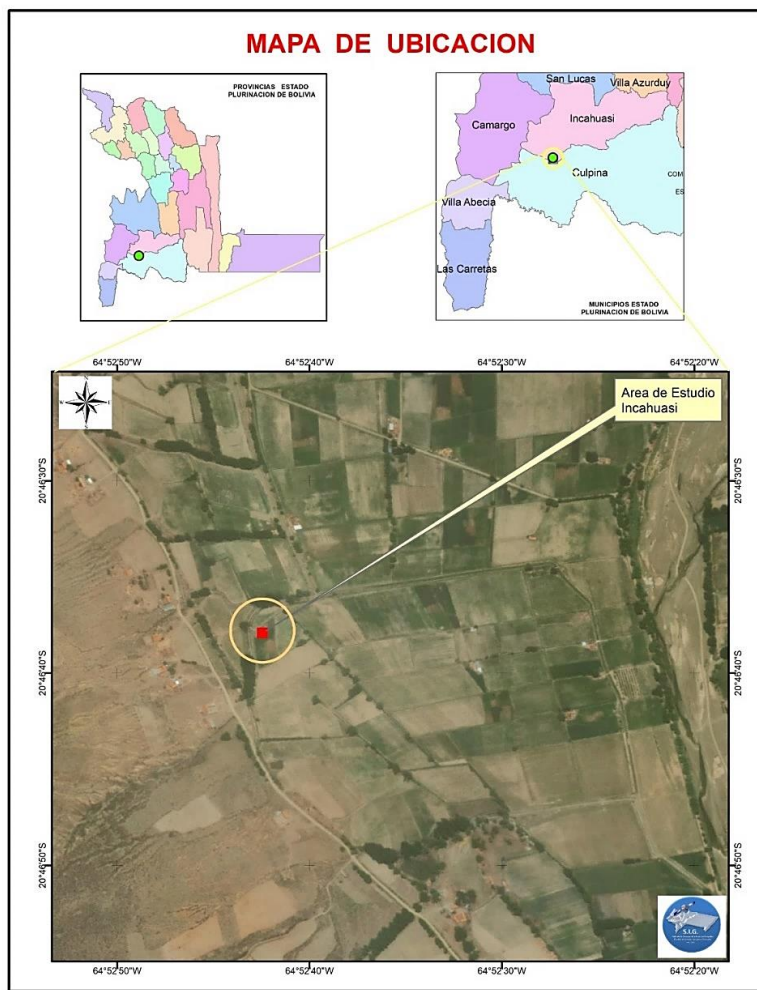 MAPA DE UBICACION
PROVINCIAS ESTADO
PLURINACION DE BOLIVIA
San Lucas
Villa Azurduy
Camargo
Incahuasi
Culpina
COM
ES
Villa Abecia
Las Carretas
MUNICIPIOS ESTADO
PLURINACION DE BOLIVIA
64°52'50"W
64°52'40"W
64°52'30"W
64°52'20"W
N
W
E
S
Area de Estudio
Incahuasi
20°46'30"S
20°46'30"S
20°46'40"S
20°46'40"S
20°46'50"S
20°46'50"S
S.I.G.
64°52'50"W
64°52'40"W
64°52'30"W
64°52'20"W